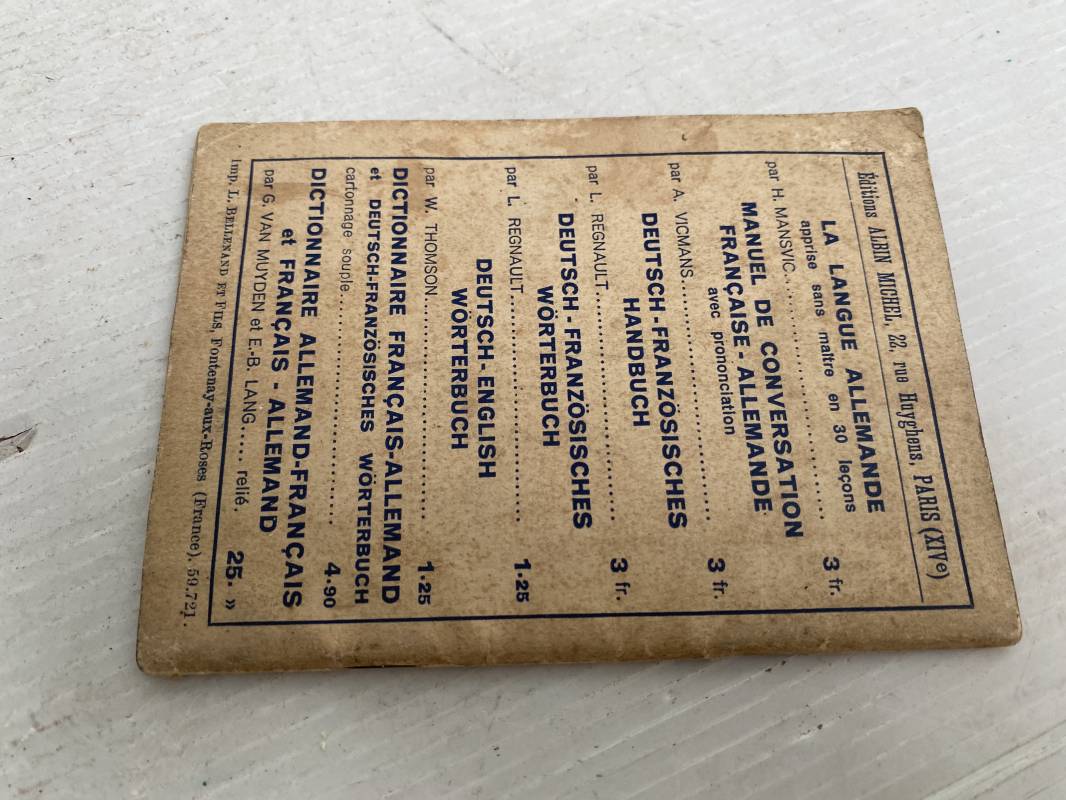 Éditions ALBIN MICHEL, 22, rue Huyghens, PARIS (XIVe)
LA LANGUE ALLEMANDE
apprise sans maître en 30 leçons
par H. MANSVIC.......................... 3 fr.
MANUEL DE CONVERSATION
FRANÇAISE - ALLEMANDE
avec prononciation
par A. VICMANS.......................... 3 fr.
DEUTSCH - FRANZÖSISCHES
HANDBUCH
par L. REGNAULT.......................... 3 fr.
DEUTSCH - FRANZÖSISCHES
WÖRTERBUCH
par L. REGNAULT.......................... 1.25
DEUTSCH - ENGLISH
WÖRTERBUCH
par W. THOMSON.......................... 1.25
DICTIONNAIRE FRANÇAIS-ALLEMAND
et DEUTSCH-FRANZÖSISCHES WÖRTERBUCH
cartonnage souple.......................... 4.90
DICTIONNAIRE ALLEMAND-FRANÇAIS
et FRANÇAIS - ALLEMAND
par G. VAN MUYDEN et E.-B. LANG..... relié. 25. »
Imp. L. BELLENAND ET FILS, Fontenay-aux-Roses (France). 59.721.